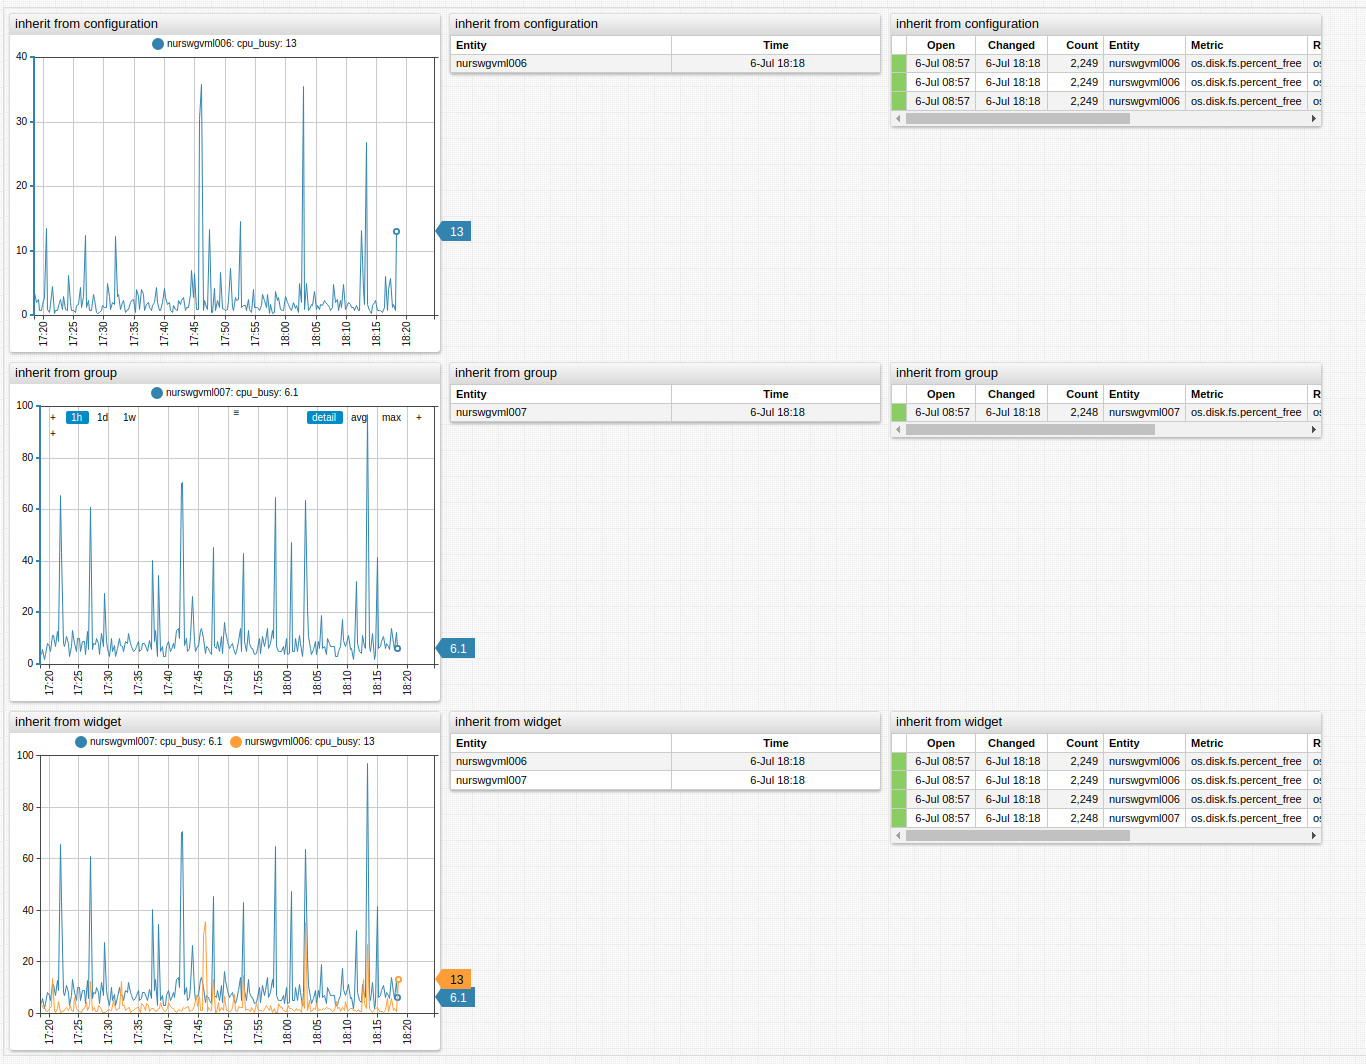 inherit from configuration
nurswgvml006: cpu_busy: 13
40
30
20
10
0
13
17:20 17:25 17:30 17:35 17:40 17:45 17:50 17:55 18:00 18:05 18:10 18:15 18:20
inherit from configuration
Entity Time
nurswgvml006 6-Jul 18:18
inherit from configuration
Open Changed Count Entity Metric R
6-Jul 08:57 6-Jul 18:18 2,249 nurswgvml006 os.disk.fs.percent_free os
6-Jul 08:57 6-Jul 18:18 2,249 nurswgvml006 os.disk.fs.percent_free os
6-Jul 08:57 6-Jul 18:18 2,249 nurswgvml006 os.disk.fs.percent_free os
inherit from group
nurswgvml007: cpu_busy: 6.1
+ 1h 1d 1w ≡ detail avg max +
+
100
80
60
40
20
0
6.1
17:20 17:25 17:30 17:35 17:40 17:45 17:50 17:55 18:00 18:05 18:10 18:15 18:20
inherit from group
Entity Time
nurswgvml007 6-Jul 18:18
inherit from group
Open Changed Count Entity Metric R
6-Jul 08:57 6-Jul 18:18 2,248 nurswgvml007 os.disk.fs.percent_free os
inherit from widget
nurswgvml007: cpu_busy: 6.1 nurswgvml006: cpu_busy: 13
100
80
60
40
20
0
13
6.1
17:20 17:25 17:30 17:35 17:40 17:45 17:50 17:55 18:00 18:05 18:10 18:15 18:20
inherit from widget
Entity Time
nurswgvml006 6-Jul 18:18
nurswgvml007 6-Jul 18:18
inherit from widget
Open Changed Count Entity Metric R
6-Jul 08:57 6-Jul 18:18 2,249 nurswgvml006 os.disk.fs.percent_free os
6-Jul 08:57 6-Jul 18:18 2,249 nurswgvml006 os.disk.fs.percent_free os
6-Jul 08:57 6-Jul 18:18 2,249 nurswgvml006 os.disk.fs.percent_free os
6-Jul 08:57 6-Jul 18:18 2,248 nurswgvml007 os.disk.fs.percent_free os